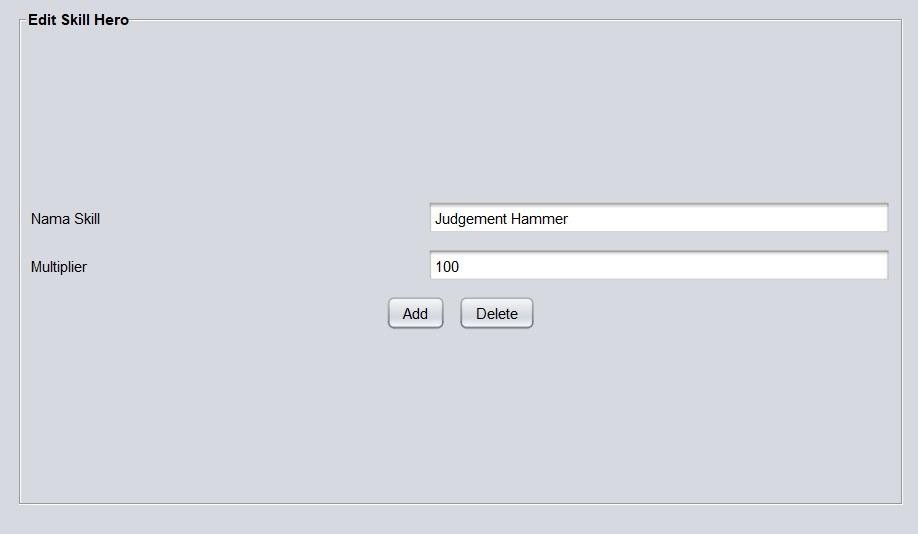 Edit Skill Hero
Nama Skill Judgement Hammer
Multiplier 100
Add Delete